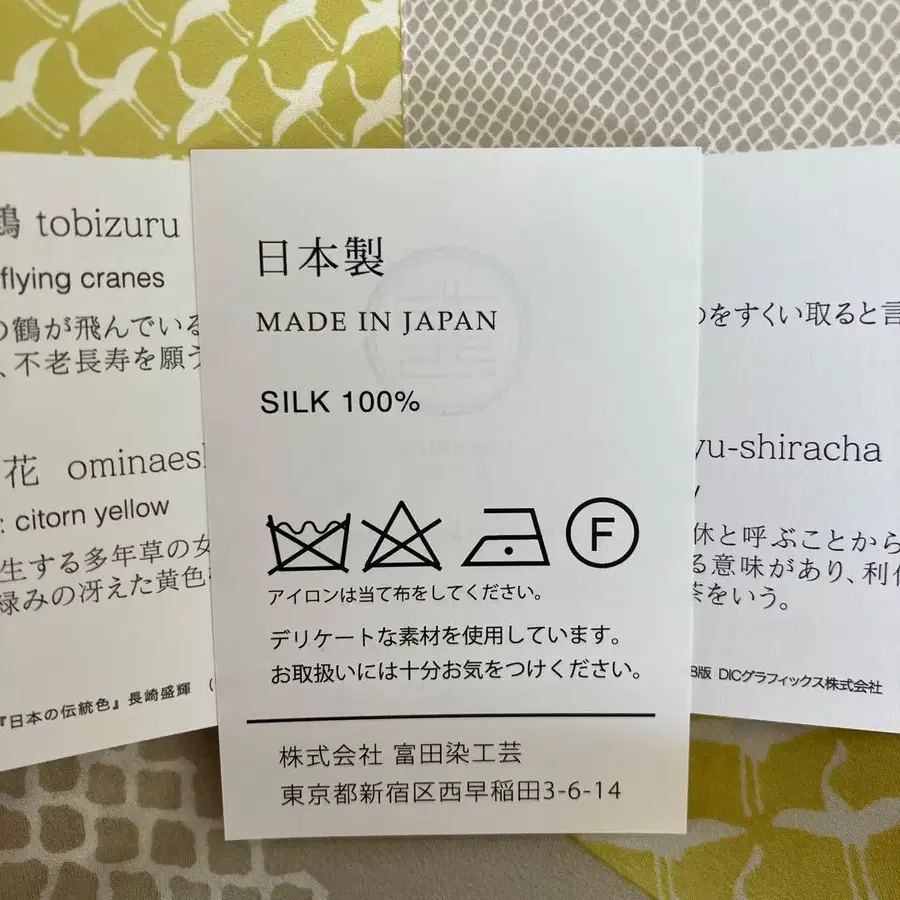 鶴 tobizuru
flying cranes
の鶴が飛んでいる
、不老長寿を願う
花 ominaes
: citorn yellow
生する多年草の女
緑みの冴えた黄色
『日本の伝統色』長崎盛輝 (
日本製
MADE IN JAPAN
SILK 100%
F
アイロンは当て布をしてください。
デリケートな素材を使用しています。
お取扱いには十分お気をつけください。
株式会社 富田染工芸
東京都新宿区西早稲田3-6-14
のをすくい取ると言
yu-shiracha
y
休と呼ぶことから
る意味があり、利休
茶をいう。
版 DICグラフィックス株式会社